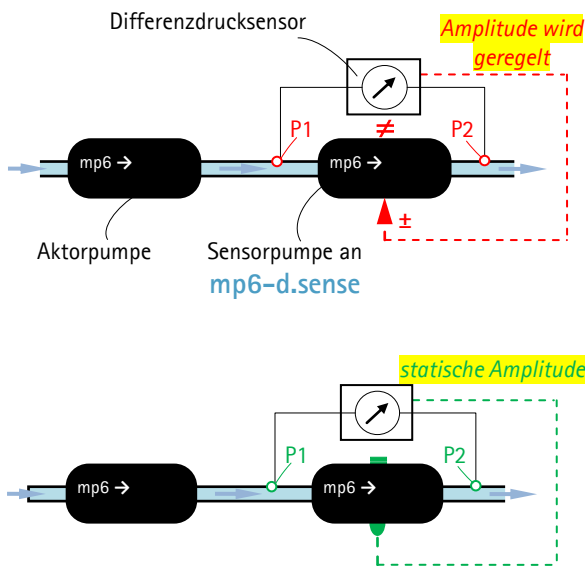 Differenzdrucksensor
Amplitude wird
geregelt
P1
≠
P2
mp6 →
mp6 →
±
Aktorpumpe
Sensorpumpe an
mp6-d.sense
statische Amplitude
P1
=
P2
mp6 →
mp6 →